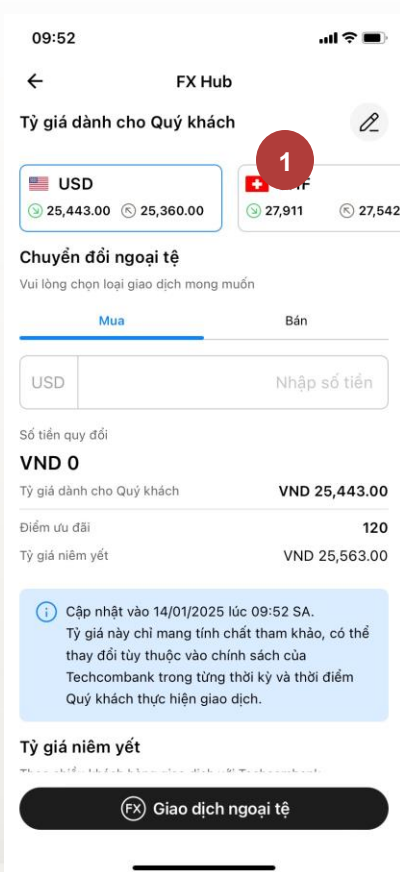 09:52
FX Hub
Tỷ giá dành cho Quý khách
1
USD
25,443.00 25,360.00
27,911 27,542
Chuyển đổi ngoại tệ
Vui lòng chọn loại giao dịch mong muốn
Mua Bán
USD Nhập số tiền
Số tiền quy đổi
VND 0
Tỷ giá dành cho Quý khách VND 25,443.00
Điểm ưu đãi 120
Tỷ giá niêm yết VND 25,563.00
Cập nhật vào 14/01/2025 lúc 09:52 SA.
Tỷ giá này chỉ mang tính chất tham khảo, có thể
thay đổi tùy thuộc vào chính sách của
Techcombank trong từng thời kỳ và thời điểm
Quý khách thực hiện giao dịch.
Tỷ giá niêm yết
FX Giao dịch ngoại tệ